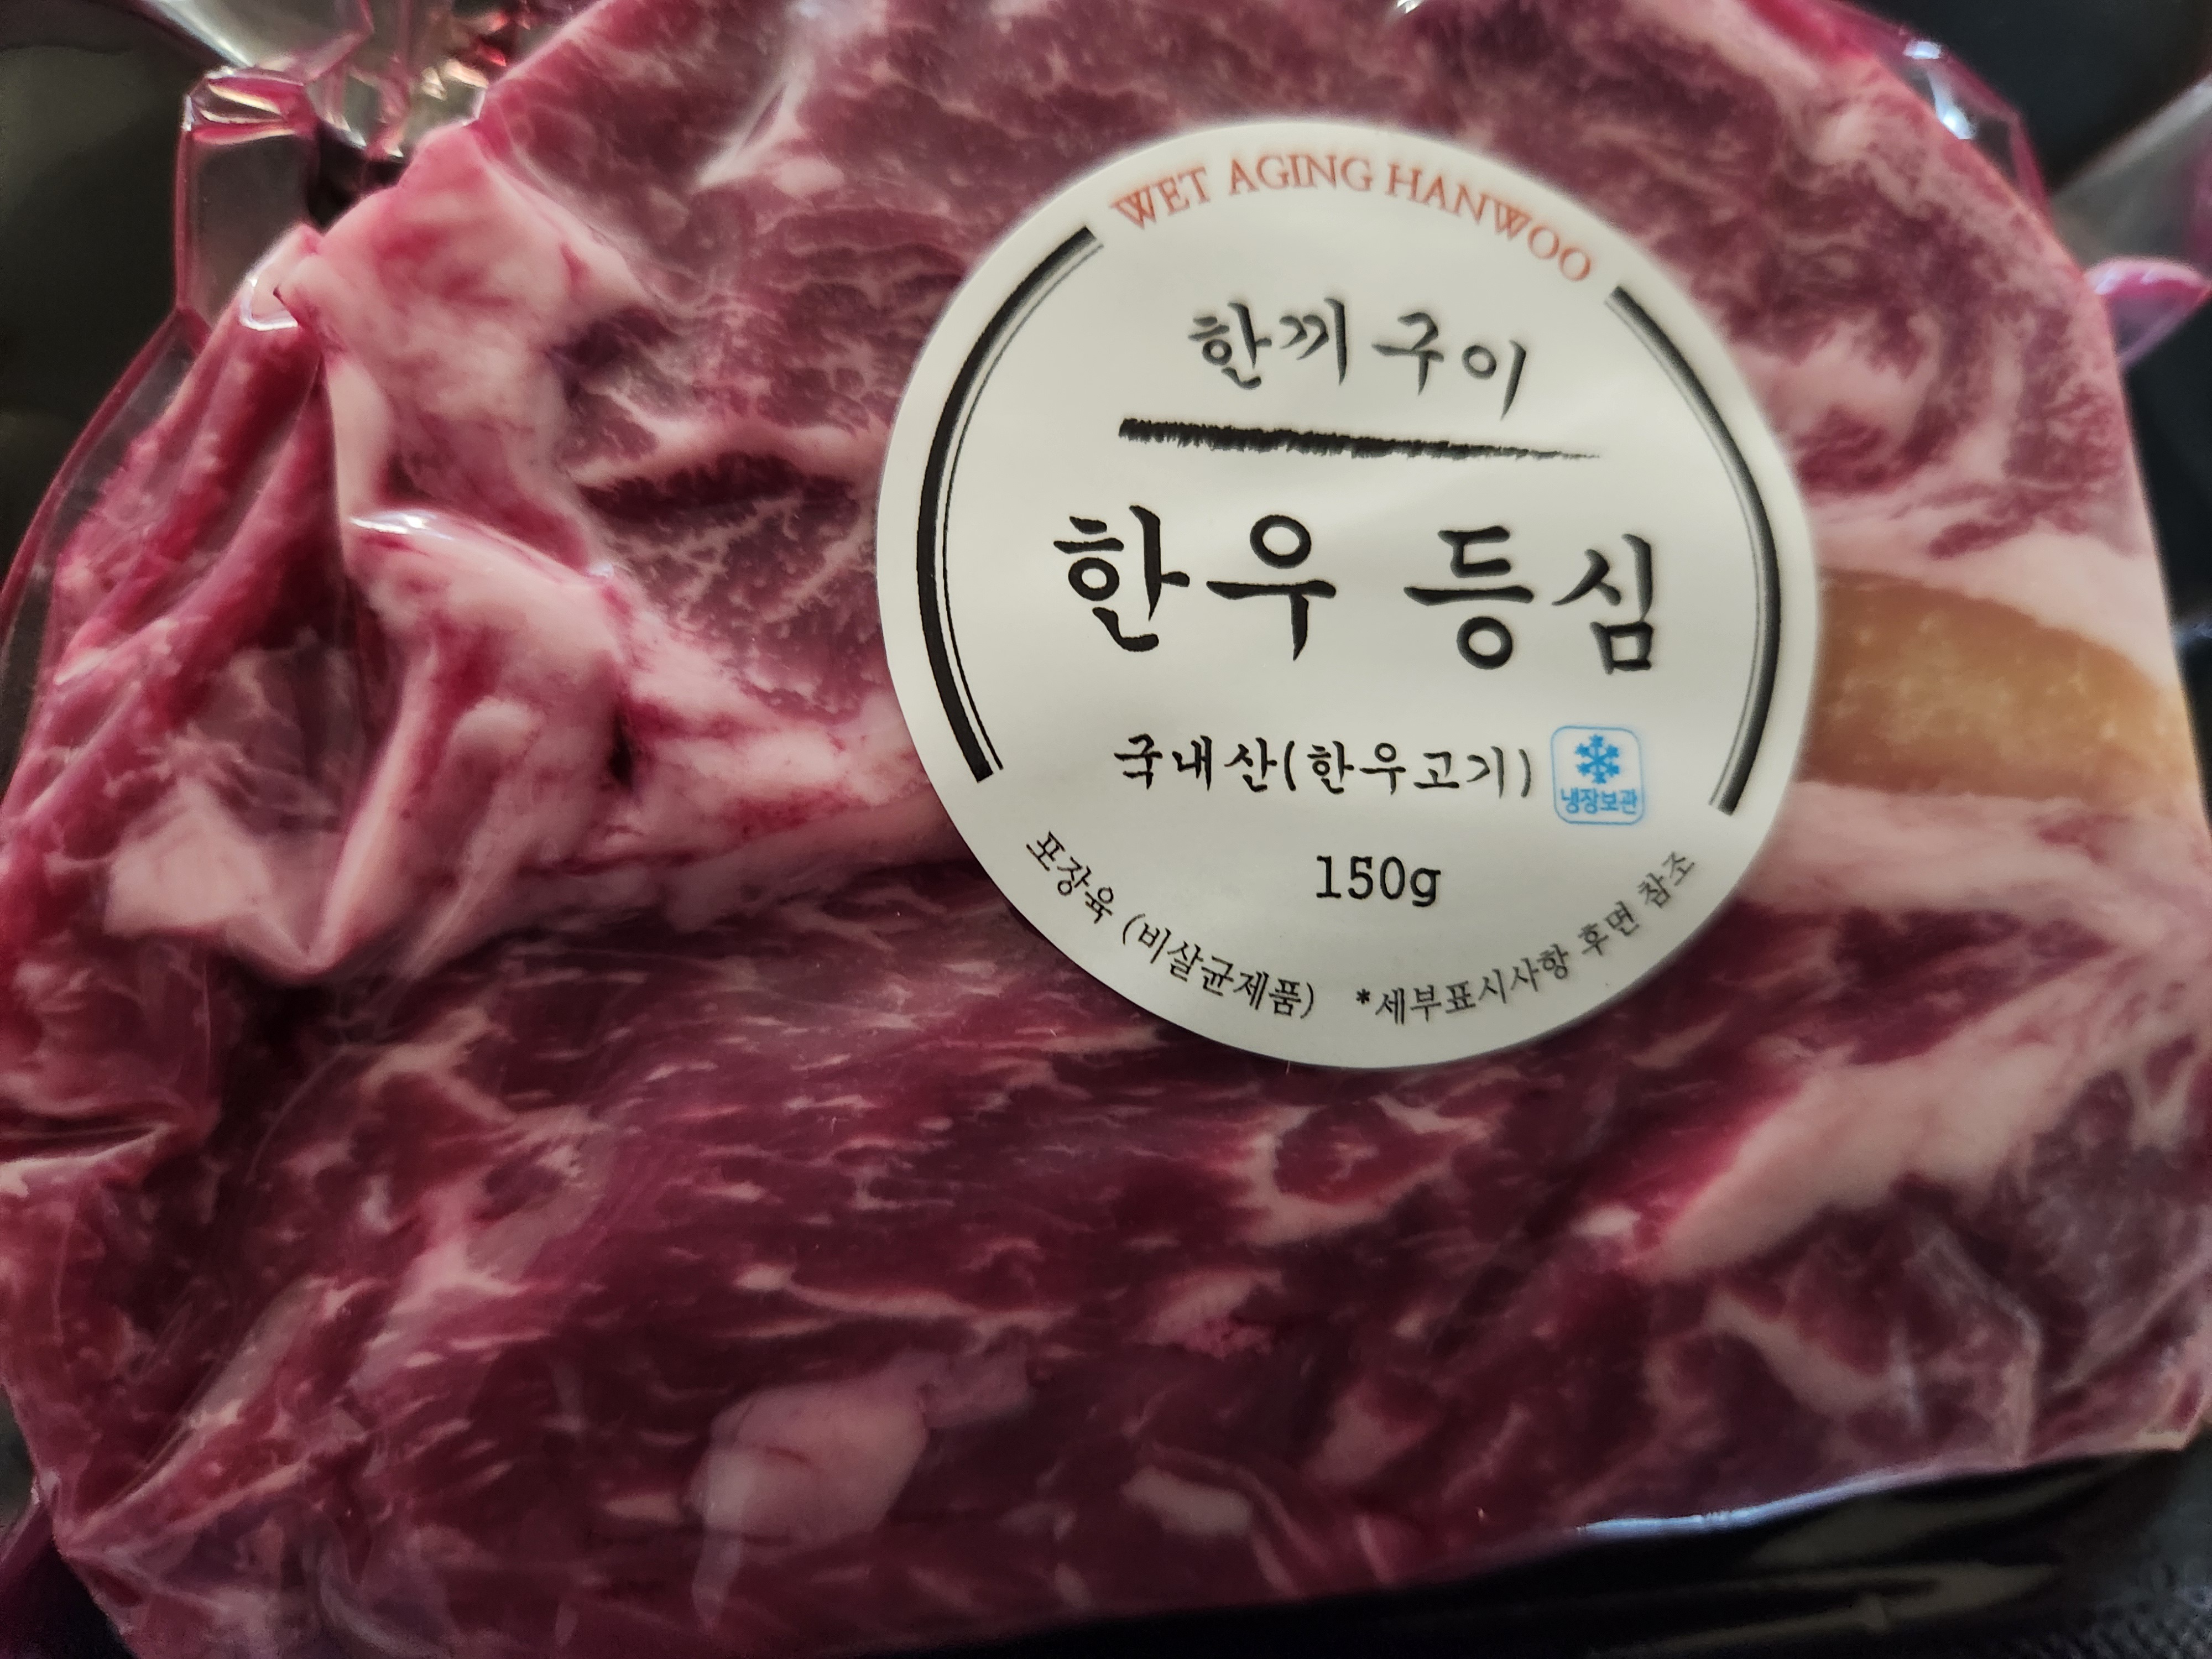 WET AGING HANWOO
한끼구이
한우 등심
국내산(한우고기)
냉장보관
150g
포장육 (비살균제품) *세부표시사항 후면 참조